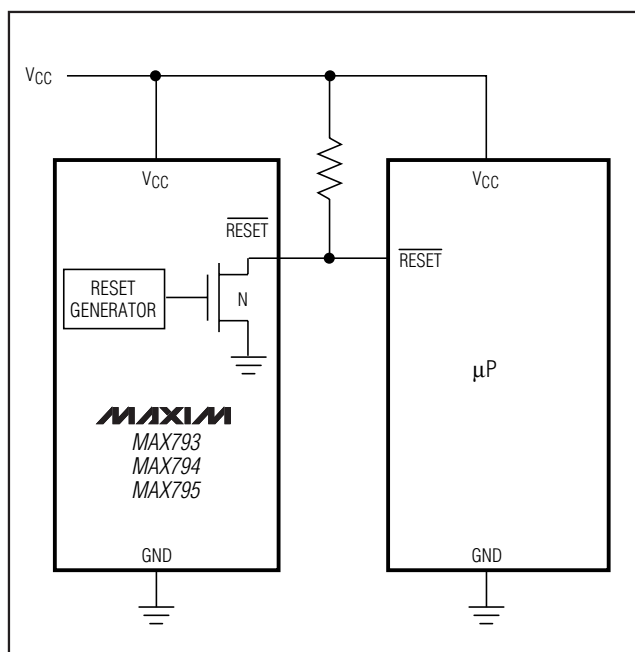 VCC
VCC
VCC
RESET
RESET
RESET
GENERATOR
N
µP
MAXIM
MAX793
MAX794
MAX795
GND
GND